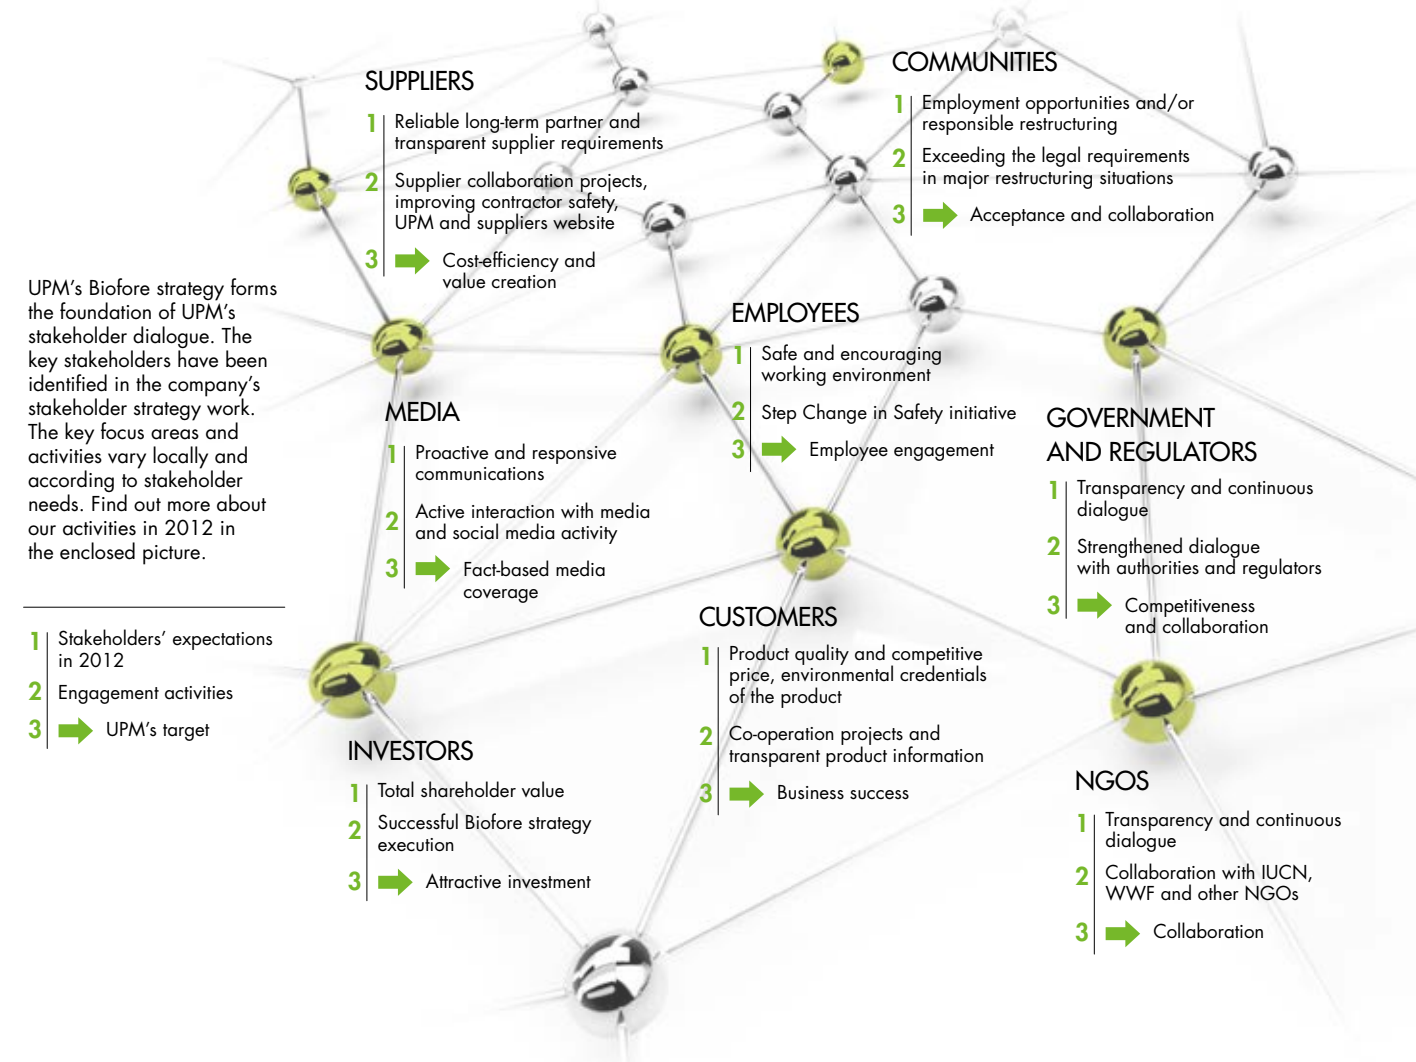 UPM’s Biofore strategy forms
the foundation of UPM’s
stakeholder dialogue. The
key stakeholders have been
identified in the company’s
stakeholder strategy work.
The key focus areas and
activities vary locally and
according to stakeholder
needs. Find out more about
our activities in 2012 in
the enclosed picture.
1 Stakeholders’ expectations
in 2012
2 Engagement activities
3 UPM’s target
SUPPLIERS
1 Reliable long-term partner and
transparent supplier requirements
2 Supplier collaboration projects,
improving contractor safety,
UPM and suppliers website
3 Cost-efficiency and
value creation
COMMUNITIES
1 Employment opportunities and/or
responsible restructuring
2 Exceeding the legal requirements
in major restructuring situations
3 Acceptance and collaboration
EMPLOYEES
1 Safe and encouraging
working environment
2 Step Change in Safety initiative
3 Employee engagement
MEDIA
1 Proactive and responsive
communications
2 Active interaction with media
and social media activity
3 Fact-based media
coverage
GOVERNMENT
AND REGULATORS
1 Transparency and continuous
dialogue
2 Strengthened dialogue
with authorities and regulators
3 Competitiveness
and collaboration
CUSTOMERS
1 Product quality and competitive
price, environmental credentials
of the product
2 Co-operation projects and
transparent product information
3 Business success
INVESTORS
1 Total shareholder value
2 Successful Biofore strategy
execution
3 Attractive investment
NGOS
1 Transparency and continuous
dialogue
2 Collaboration with IUCN,
WWF and other NGOs
3 Collaboration